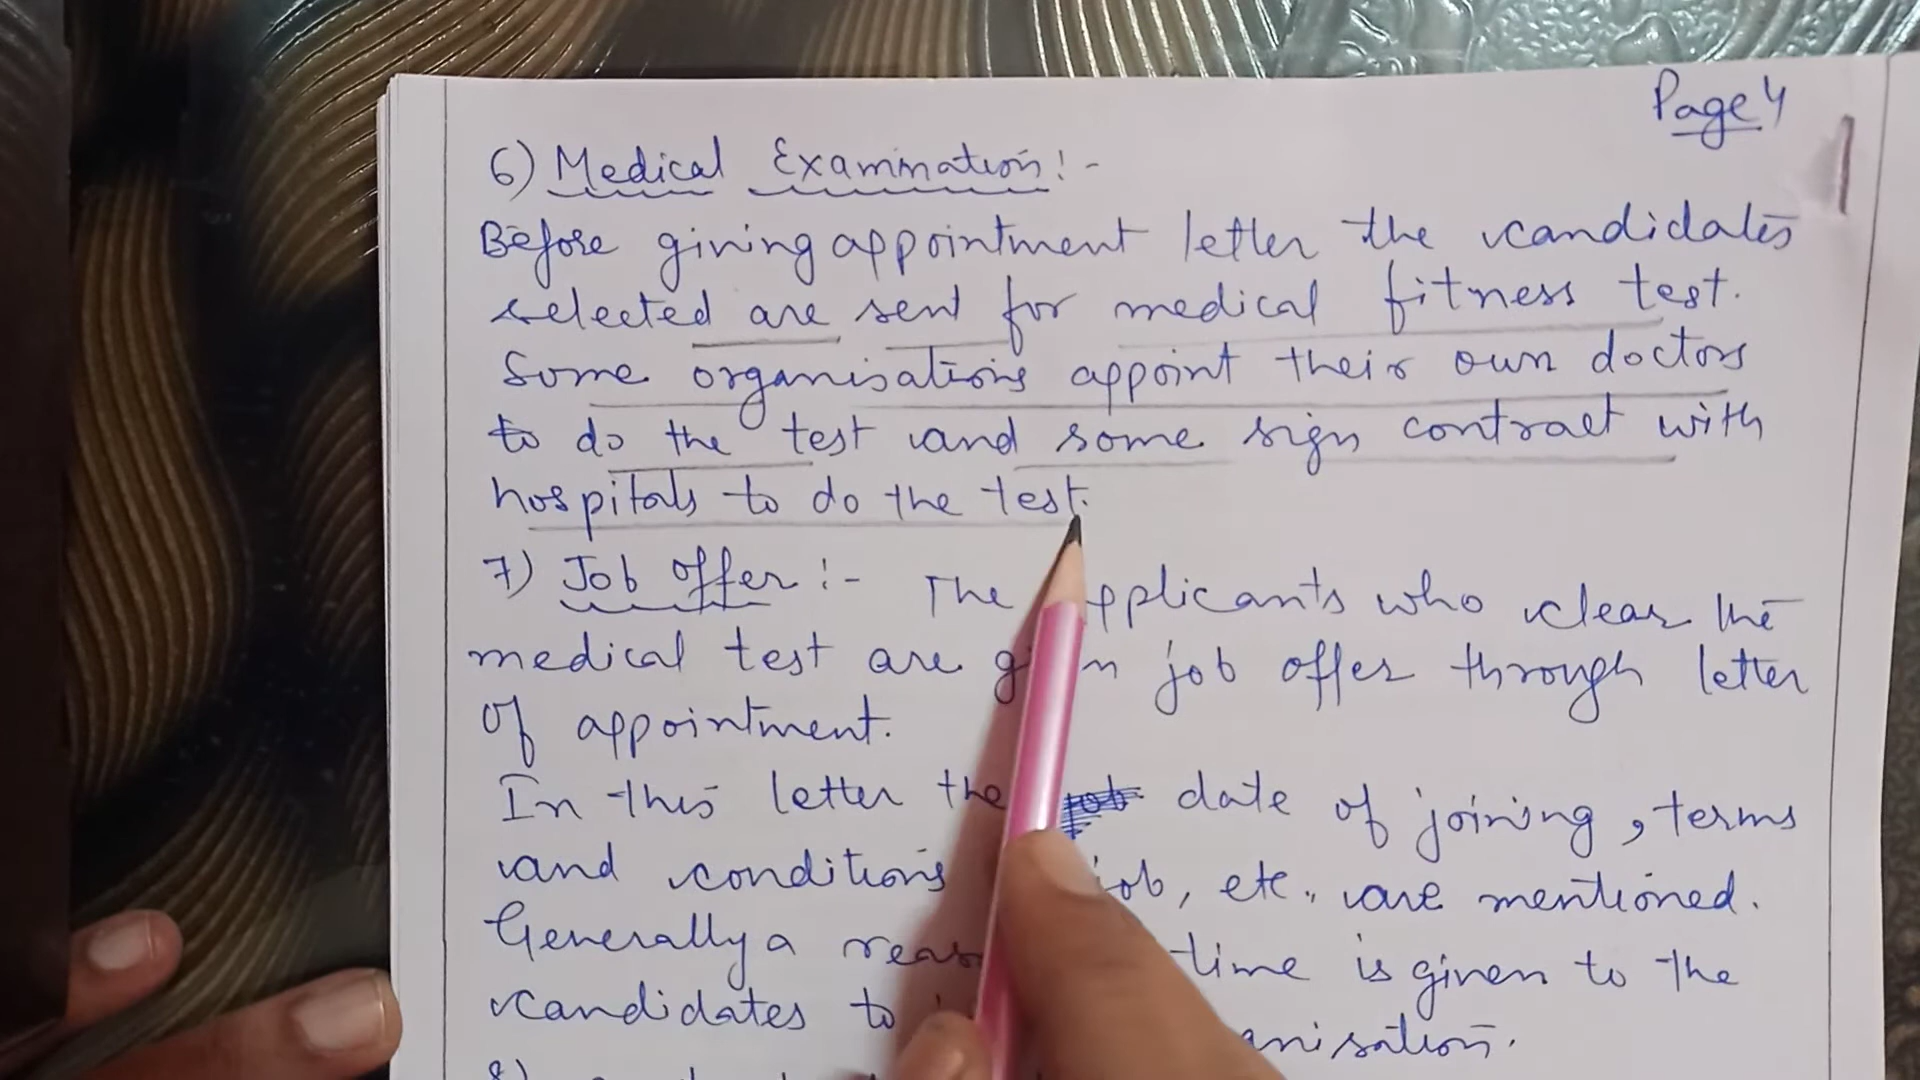 Page 4
6) Medical Examination:-
Before giving appointment letter the candidates
selected are sent for medical fitness test.
Some organisations appoint their own doctors
to do the test and some sign contract with
hospitals to do the test.
7) Job offer :- The applicants who clear the
medical test are job offer through letter
of appointment.
In this letter the date of joining, terms
and conditions job, etc., are mentioned.
Generally a time is given to the
candidates to
8)